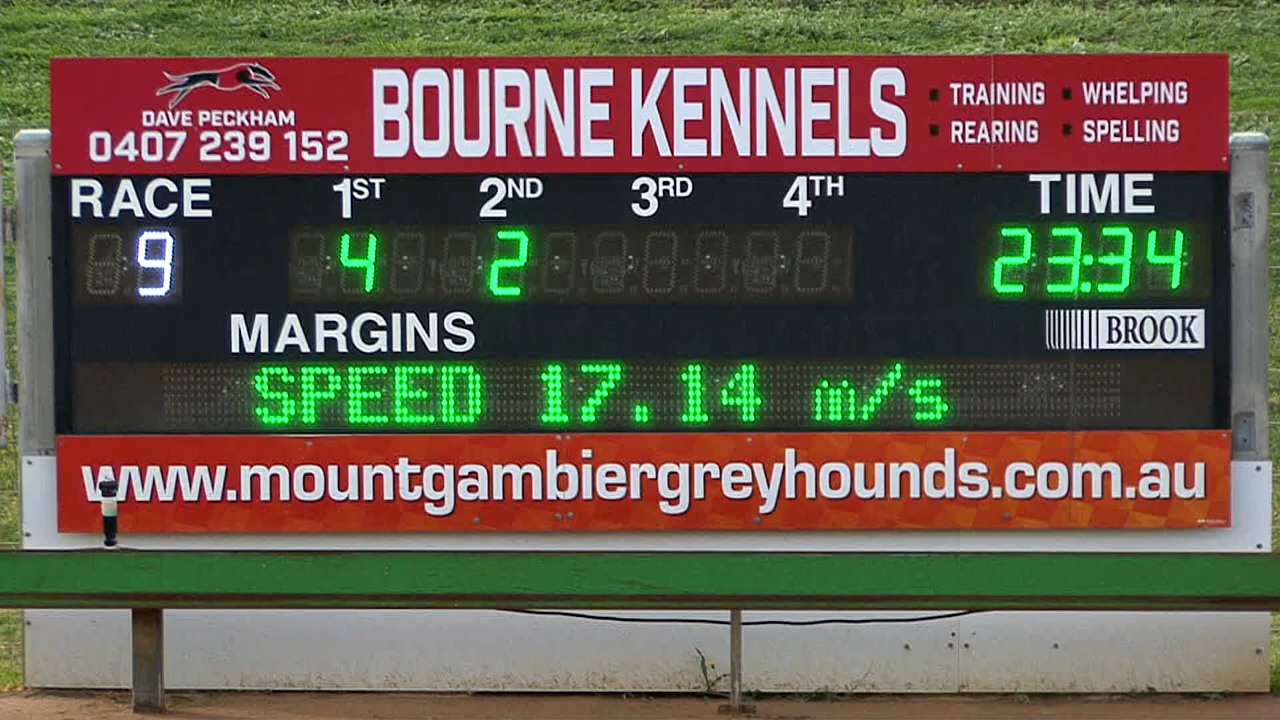 BOURNE KENNELS
DAVE PECKHAM
0407 239 152
TRAINING WHELPING
REARING SPELLING
RACE 1ST 2ND 3RD 4TH TIME
9 4 2 23:34
MARGINS BROOK
SPEED 17.14 m/s
www.mountgambiergreyhounds.com.au